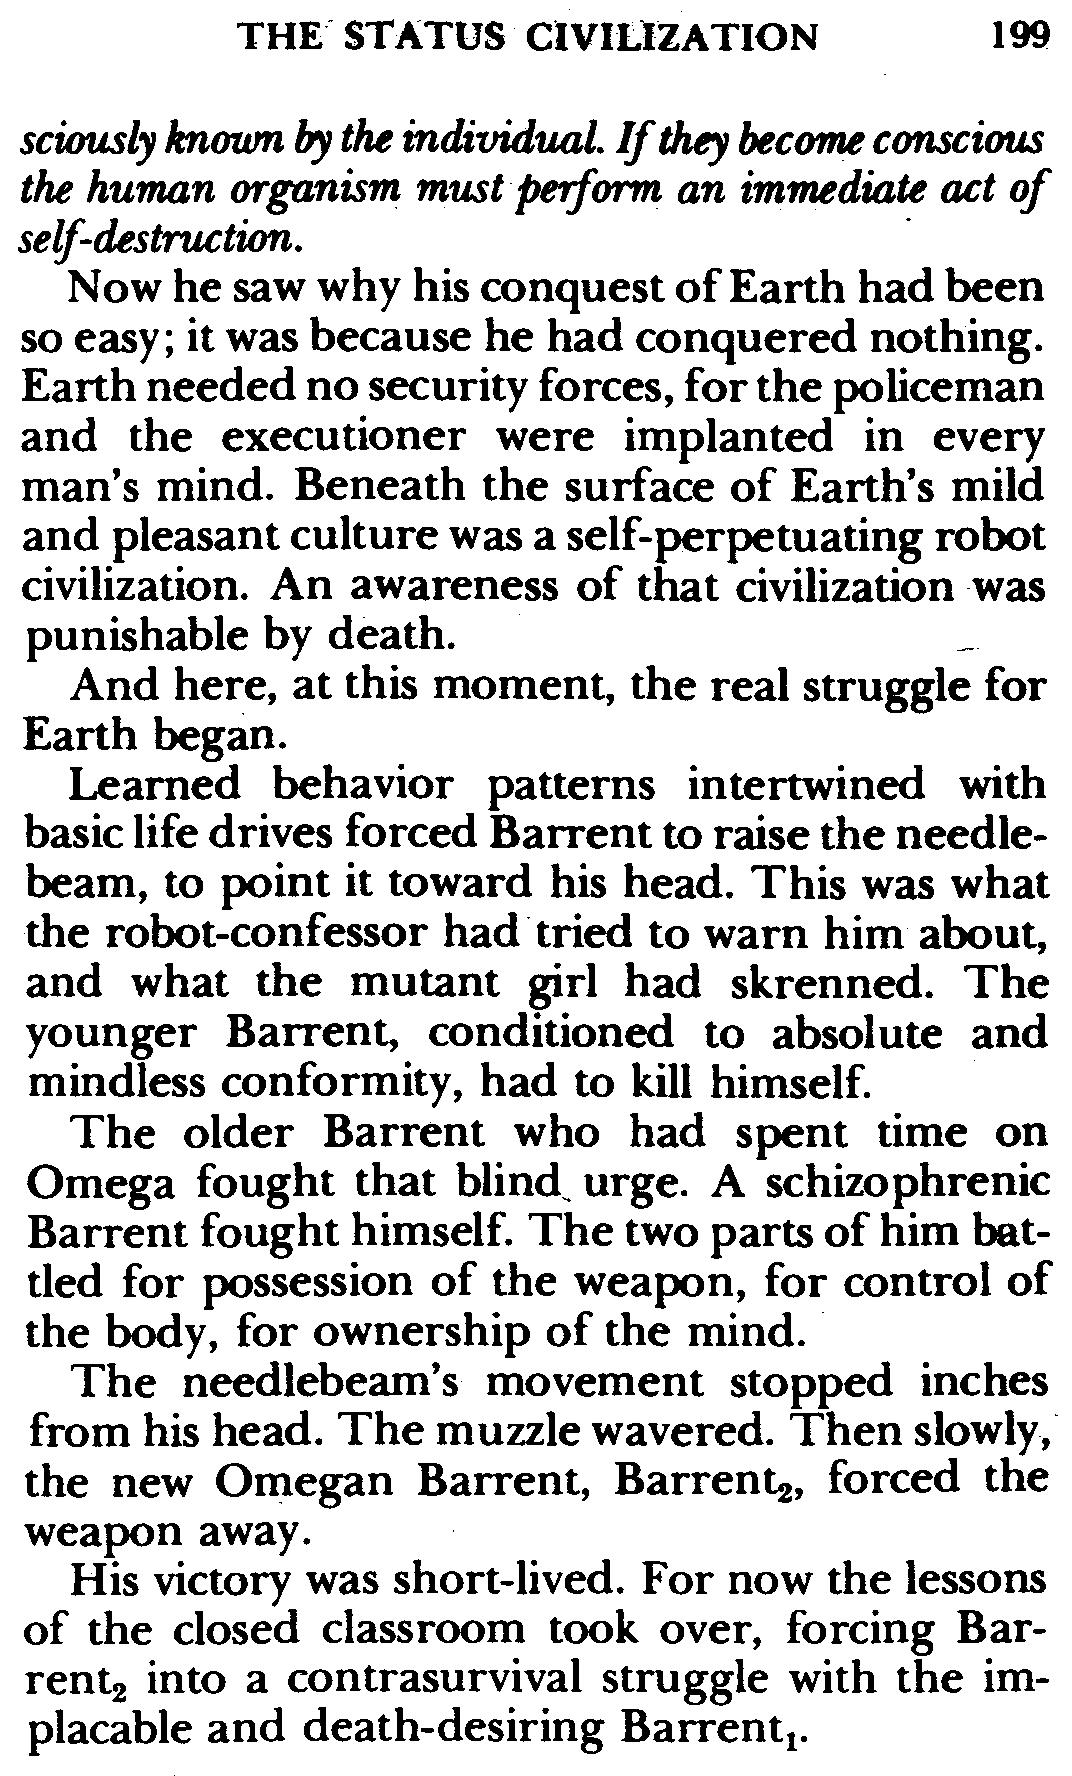 THE STATUS CIVILIZATION 199
sciously known by the individual. If they become conscious
the human organism must perform an immediate act of
self-destruction.
Now he saw why his conquest of Earth had been
so easy; it was because he had conquered nothing.
Earth needed no security forces, for the policeman
and the executioner were implanted in every
man's mind. Beneath the surface of Earth's mild
and pleasant culture was a self-perpetuating robot
civilization. An awareness of that civilization was
punishable by death.
And here, at this moment, the real struggle for
Earth began.
Learned behavior patterns intertwined with
basic life drives forced Barrent to raise the needle-
beam, to point it toward his head. This was what
the robot-confessor had tried to warn him about,
and what the mutant girl had skrenned. The
younger Barrent, conditioned to absolute and
mindless conformity, had to kill himself.
The older Barrent who had spent time on
Omega fought that blind urge. A schizophrenic
Barrent fought himself. The two parts of him bat-
tled for possession of the weapon, for control of
the body, for ownership of the mind.
The needlebeam's movement stopped inches
from his head. The muzzle wavered. Then slowly,
the new Omegan Barrent, Barrent₂, forced the
weapon away.
His victory was short-lived. For now the lessons
of the closed classroom took over, forcing Bar-
rent₂ into a contrasurvival struggle with the im-
placable and death-desiring Barrent₁.